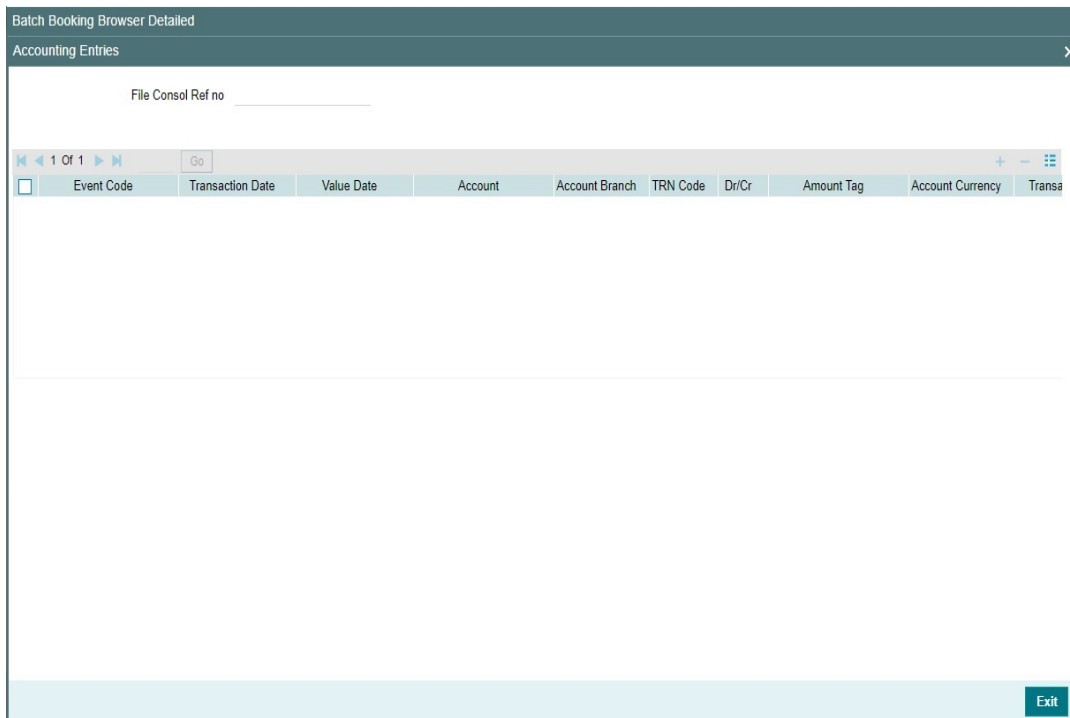 Batch Booking Browser Detailed
Accounting Entries
File Consol Ref no
1 Of 1 Go
Event Code Transaction Date Value Date Account Account Branch TRN Code Dr/Cr Amount Tag Account Currency Transa
Exit